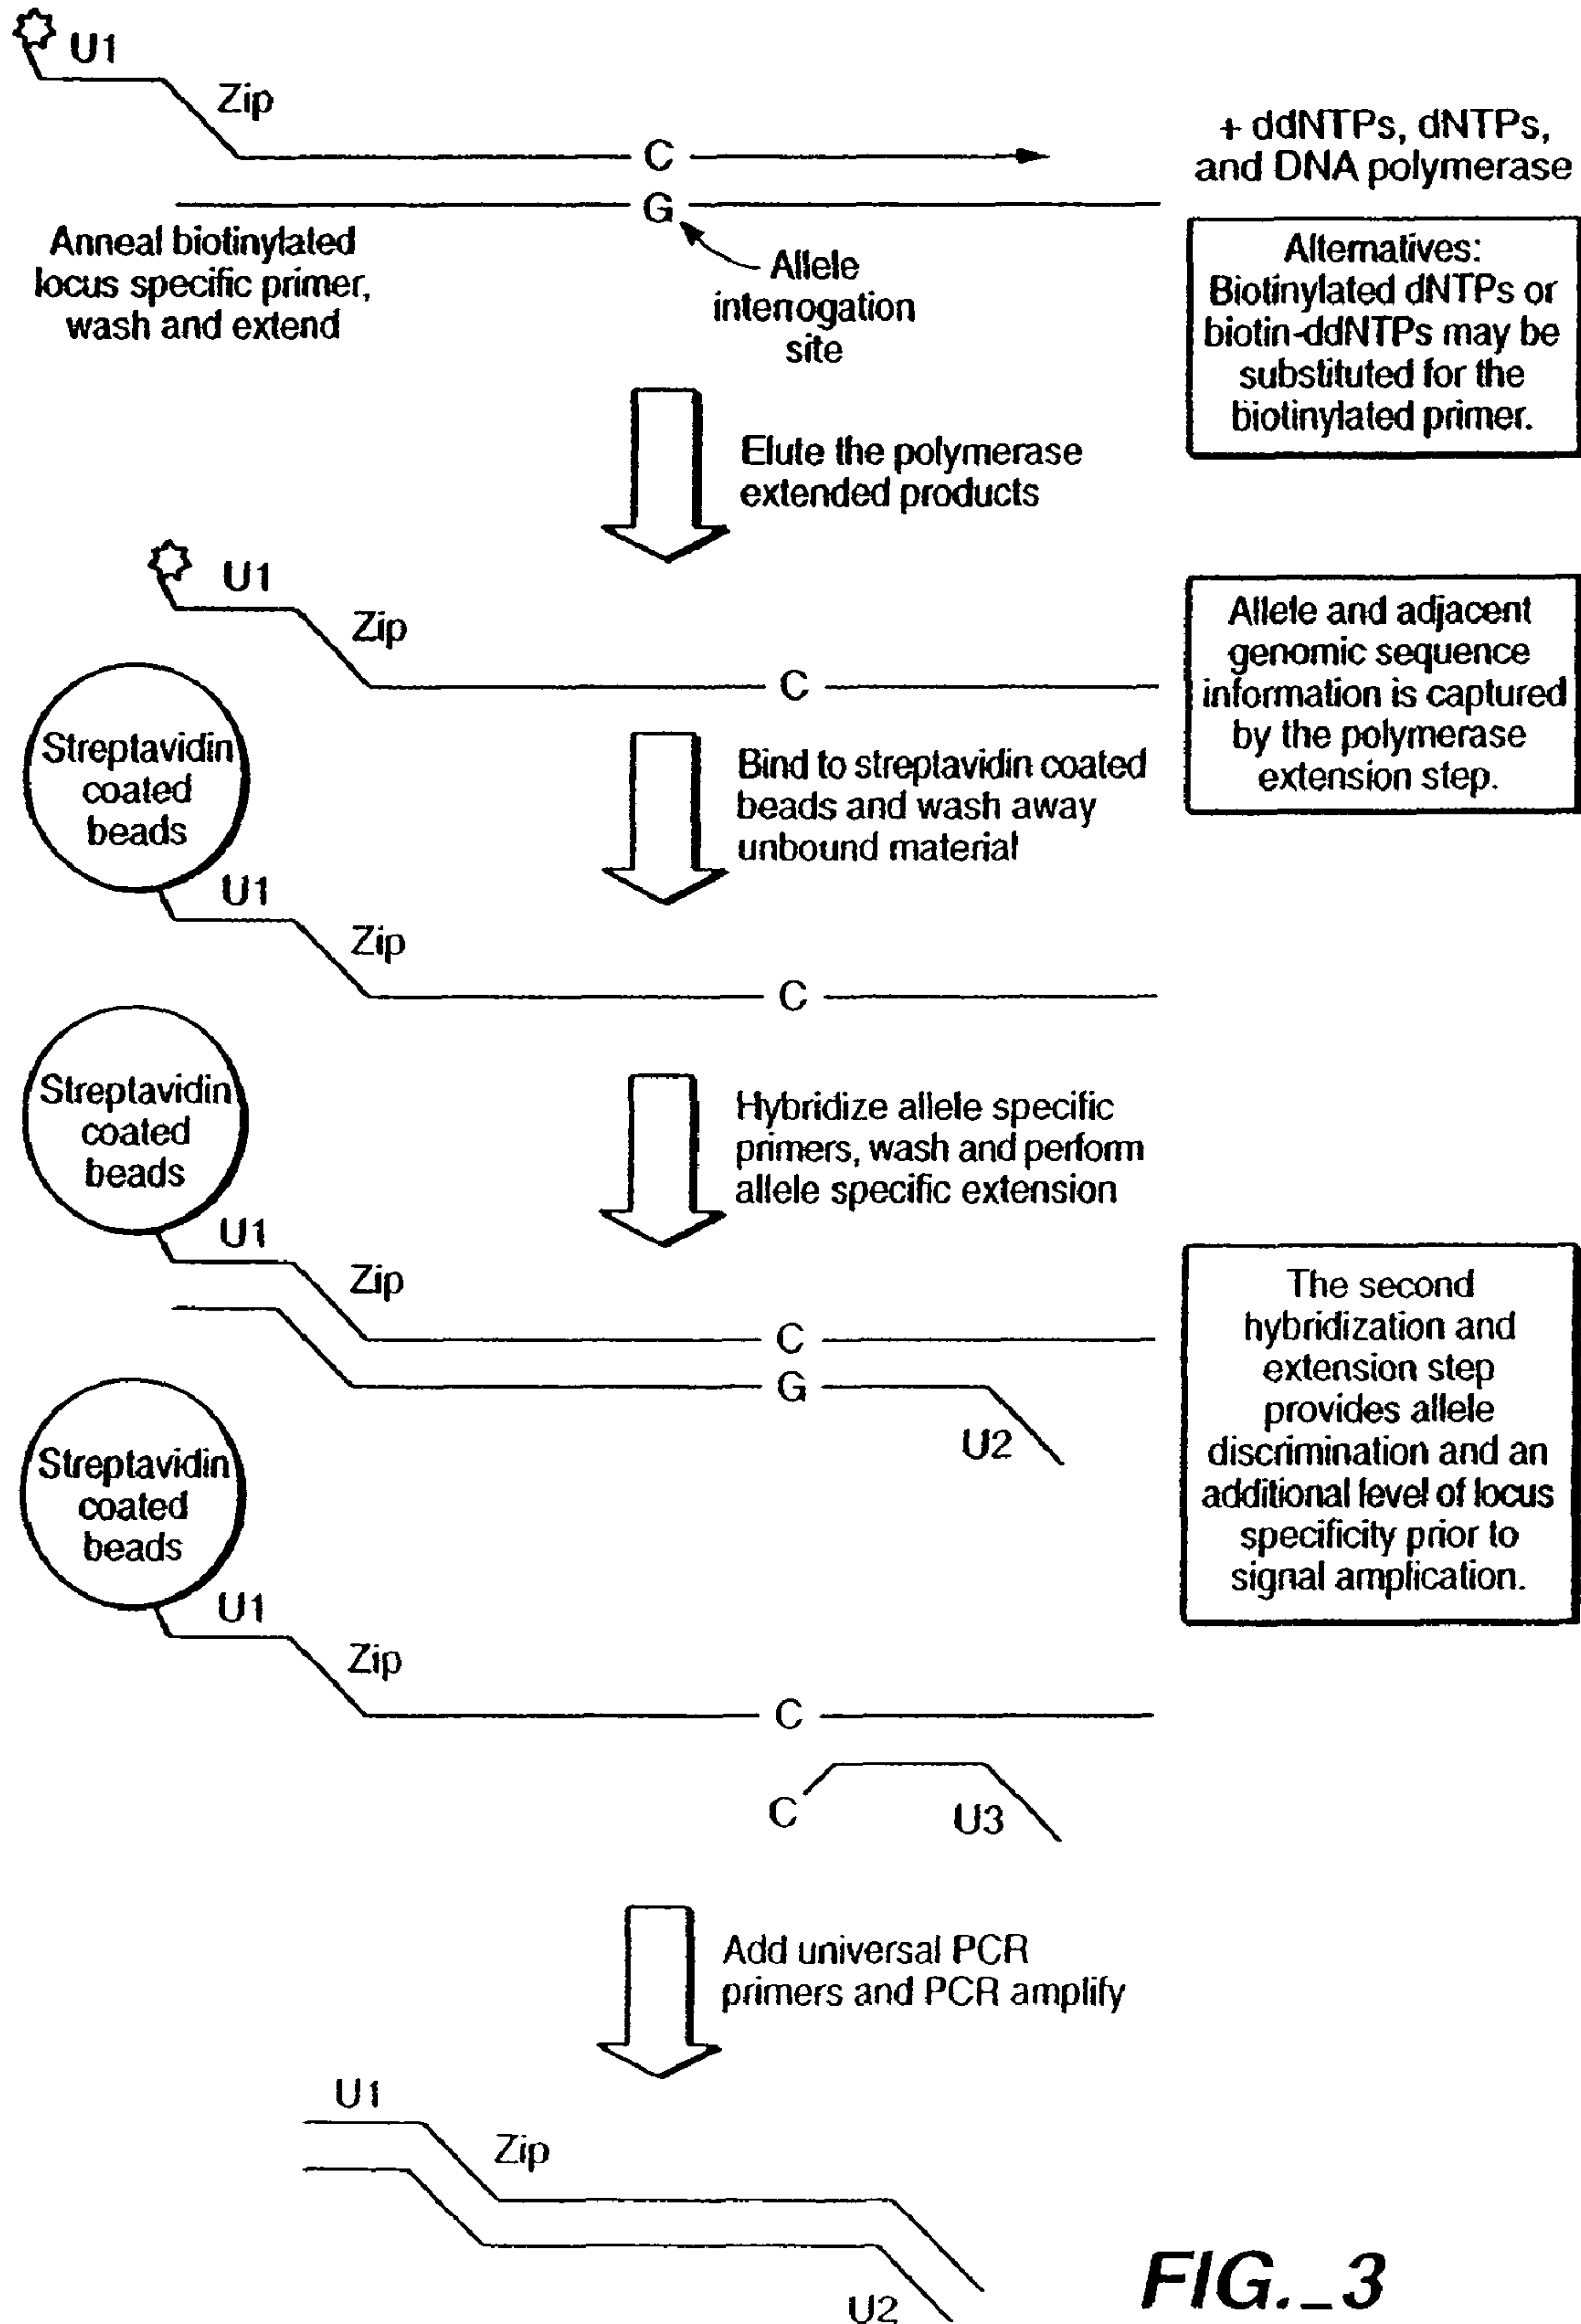 U1
Zip
C
G
+ ddNTPs, dNTPs,
and DNA polymerase
Anneal biotinylated
locus specific primer,
wash and extend
Allele
interrogation
site
Alternatives:
Biotinylated dNTPs or
biotin-ddNTPs may be
substituted for the
biotinylated primer.
Elute the polymerase
extended products
U1
Zip
C
Allele and adjacent
genomic sequence
information is captured
by the polymerase
extension step.
Streptavidin
coated
beads
Bind to streptavidin coated
beads and wash away
unbound material
U1
Zip
C
Streptavidin
coated
beads
Hybridize allele specific
primers, wash and perform
allele specific extension
U1
Zip
C
G
U2
The second
hybridization and
extension step
provides allele
discrimination and an
additional level of locus
specificity prior to
signal amplication.
Streptavidin
coated
beads
U1
Zip
C
C
U3
Add universal PCR
primers and PCR amplify
U1
Zip
U2
FIG._3